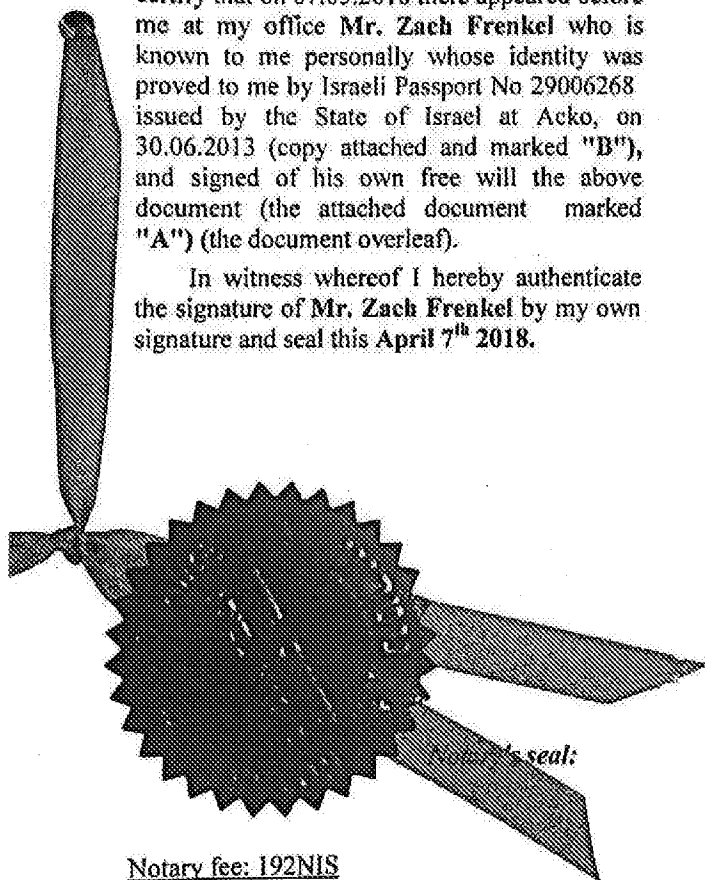 me at my office Mr. Zach Frenkel who is
known to me personally whose identity was
proved to me by Israeli Passport No 29006268
issued by the State of Israel at Acko, on
30.06.2013 (copy attached and marked "B"),
and signed of his own free will the above
document (the attached document marked
"A") (the document overleaf).
In witness whereof I hereby authenticate
the signature of Mr. Zach Frenkel by my own
signature and seal this April 7th 2018.
Notary's seal:
Notary fee: 192NIS